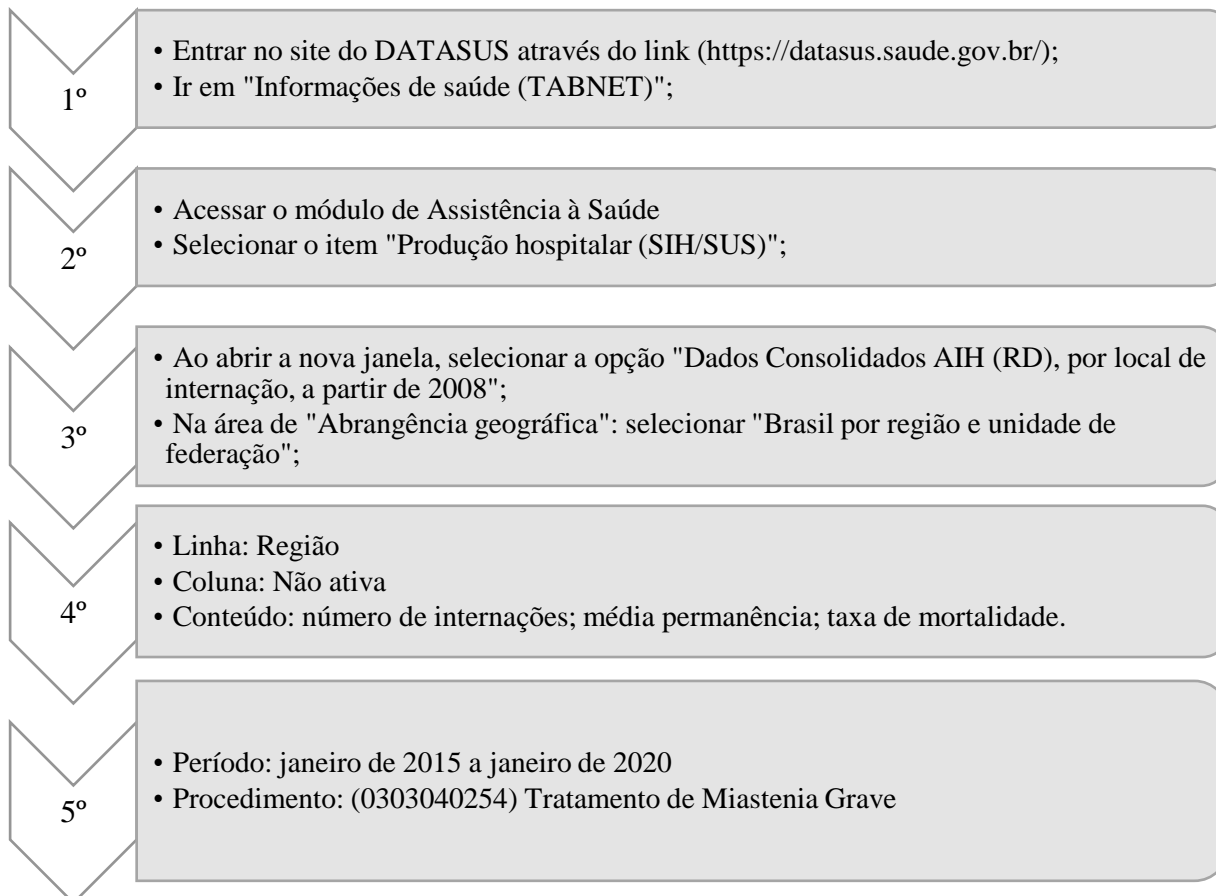 1º
• Entrar no site do DATASUS através do link (https://datasus.saude.gov.br/);
• Ir em "Informações de saúde (TABNET)";
2º
• Acessar o módulo de Assistência à Saúde
• Selecionar o item "Produção hospitalar (SIH/SUS)";
3º
• Ao abrir a nova janela, selecionar a opção "Dados Consolidados AIH (RD), por local de
internação, a partir de 2008";
• Na área de "Abrangência geográfica": selecionar "Brasil por região e unidade de
federação";
4º
• Linha: Região
• Coluna: Não ativa
• Conteúdo: número de internações; média permanência; taxa de mortalidade.
5º
• Período: janeiro de 2015 a janeiro de 2020
• Procedimento: (0303040254) Tratamento de Miastenia Grave